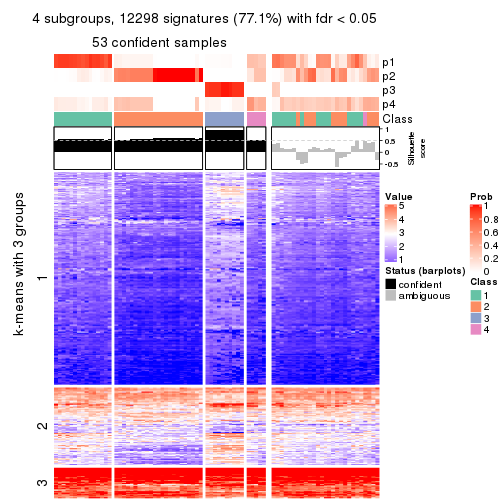 4 subgroups, 12298 signatures (77.1%) with fdr < 0.05
53 confident samples
p1
p2
p3
p4
Class
1
0.5
0
-0.5
Silhouette
score
k-means with 3 groups
1
2
3
Value
5
4
3
2
1
Status (barplots)
confident
ambiguous
Prob
1
0.8
0.6
0.4
0.2
0
Class
1
2
3
4